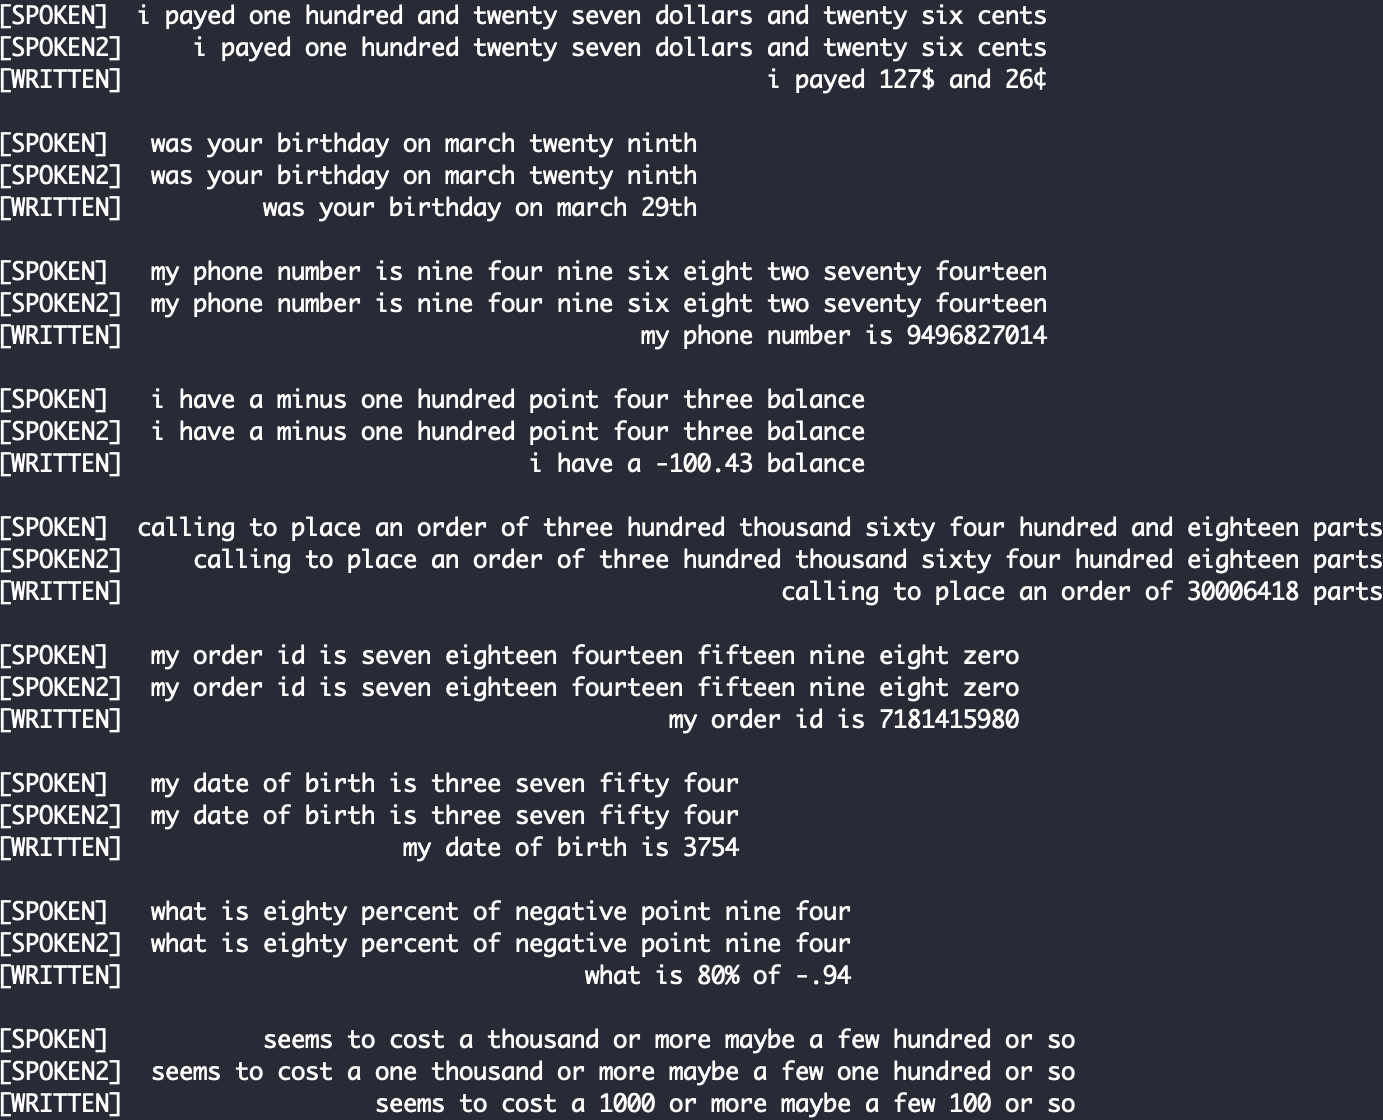 [SPOKEN] i payed one hundred and twenty seven dollars and twenty six cents
[SPOKEN2] i payed one hundred twenty seven dollars and twenty six cents
[WRITTEN] i payed 127$ and 26¢
[SPOKEN] was your birthday on march twenty ninth
[SPOKEN2] was your birthday on march twenty ninth
[WRITTEN] was your birthday on march 29th
[SPOKEN] my phone number is nine four nine six eight two seventy fourteen
[SPOKEN2] my phone number is nine four nine six eight two seventy fourteen
[WRITTEN] my phone number is 9496827014
[SPOKEN] i have a minus one hundred point four three balance
[SPOKEN2] i have a minus one hundred point four three balance
[WRITTEN] i have a -100.43 balance
[SPOKEN] calling to place an order of three hundred thousand sixty four hundred and eighteen parts
[SPOKEN2] calling to place an order of three hundred thousand sixty four hundred eighteen parts
[WRITTEN] calling to place an order of 30006418 parts
[SPOKEN] my order id is seven eighteen fourteen fifteen nine eight zero
[SPOKEN2] my order id is seven eighteen fourteen fifteen nine eight zero
[WRITTEN] my order id is 7181415980
[SPOKEN] my date of birth is three seven fifty four
[SPOKEN2] my date of birth is three seven fifty four
[WRITTEN] my date of birth is 3754
[SPOKEN] what is eighty percent of negative point nine four
[SPOKEN2] what is eighty percent of negative point nine four
[WRITTEN] what is 80% of -.94
[SPOKEN] seems to cost a thousand or more maybe a few hundred or so
[SPOKEN2] seems to cost a one thousand or more maybe a few one hundred or so
[WRITTEN] seems to cost a 1000 or more maybe a few 100 or so